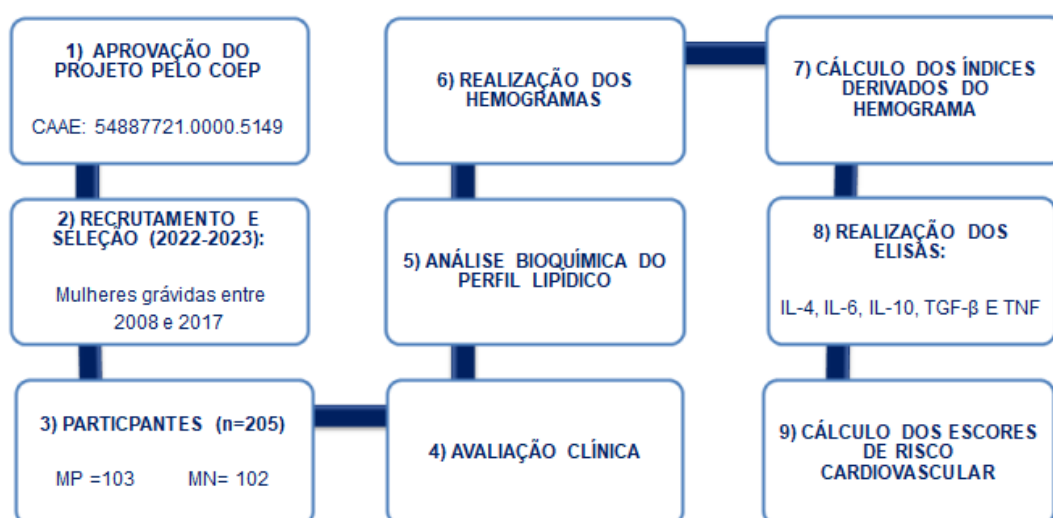 1) APROVAÇÃO DO
PROJETO PELO COEP
CAAE: 54887721.0000.5149
2) RECRUTAMENTO E
SELEÇÃO (2022-2023):
Mulheres grávidas entre
2008 e 2017
3) PARTICPANTES (n=205)
MP =103 MN= 102
4) AVALIAÇÃO CLÍNICA
5) ANÁLISE BIOQUÍMICA DO
PERFIL LIPÍDICO
6) REALIZAÇÃO DOS
HEMOGRAMAS
7) CÁLCULO DOS ÍNDICES
DERIVADOS DO
HEMOGRAMA
8) REALIZAÇÃO DOS
ELISAS:
IL-4, IL-6, IL-10, TGF-β E TNF
9) CÁLCULO DOS ESCORES
DE RISCO
CARDIOVASCULAR